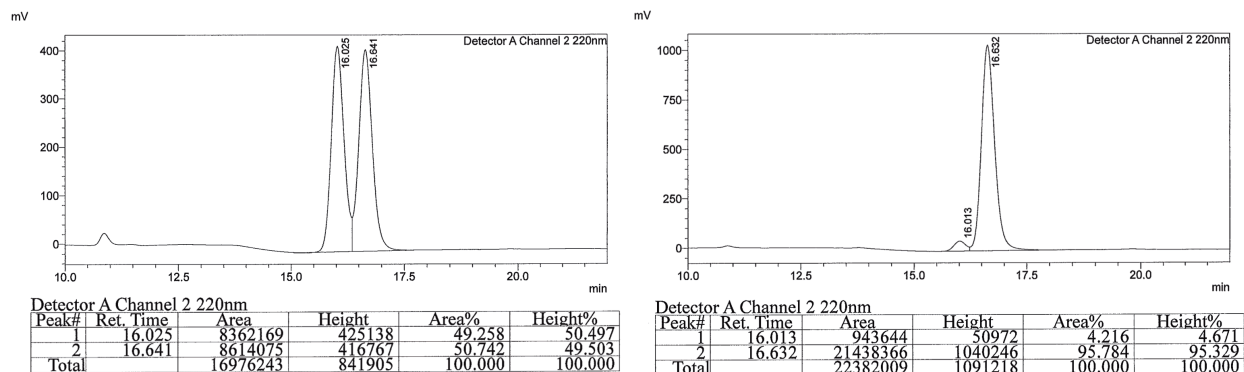 mV
Detector A Channel 2 220nm
16.025
16.641
400
300
200
100
0
10.0 12.5 15.0 17.5 20.0
min
Detector A Channel 2 220nm
Peak# Ret. Time Area Height Area% Height%
1 16.025 8362169 425138 49.258 50.497
2 16.641 8614075 416767 50.742 49.503
Total 16976243 841905 100.000 100.000
mV
Detector A Channel 2 220nm
16.013
16.632
1000
750
500
250
0
10.0 12.5 15.0 17.5 20.0
min
Detector A Channel 2 220nm
Peak# Ret. Time Area Height Area% Height%
1 16.013 943644 50972 4.216 4.671
2 16.632 21438366 1040246 95.784 95.329
Total 22382009 1091218 100.000 100.000